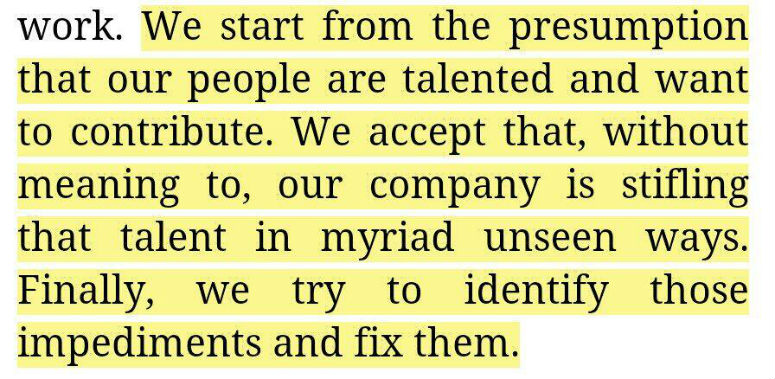 work. We start from the presumption
that our people are talented and want
to contribute. We accept that, without
meaning to, our company is stifling
that talent in myriad unseen ways.
Finally, we try to identify those
impediments and fix them.